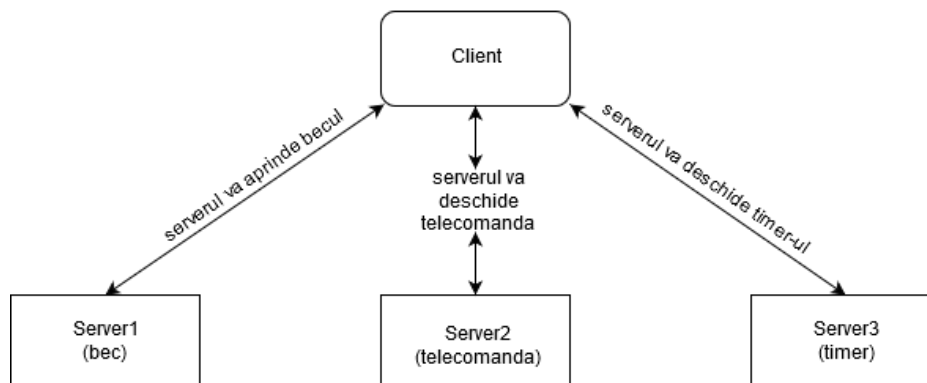 Client
serverul va aprinde becul
serverul va
deschide
telecomanda
serverul va deschide timer-ul
Server1
(bec)
Server2
(telecomanda)
Server3
(timer)